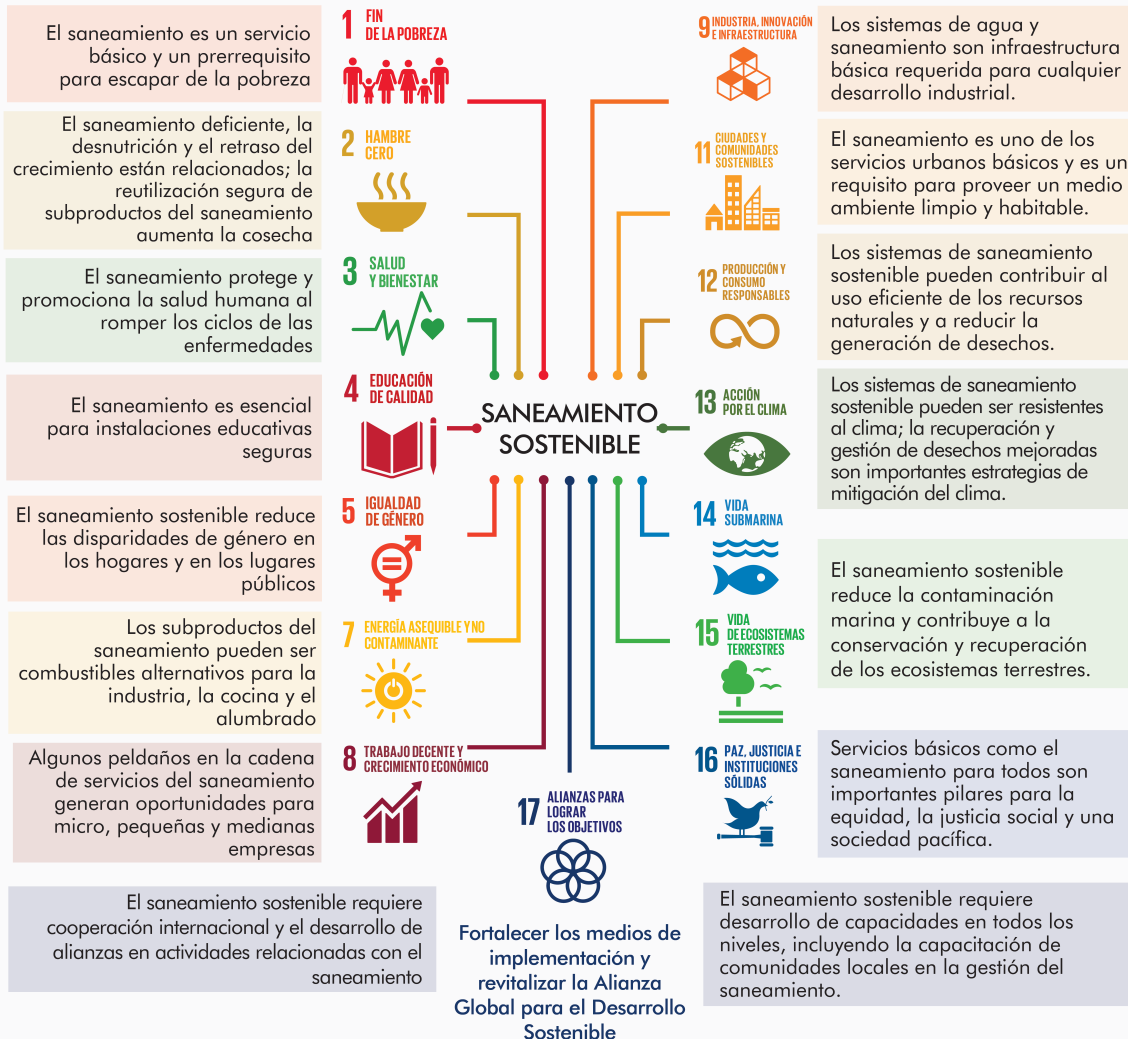 El saneamiento es un servicio
básico y un prerrequisito
para escapar de la pobreza
1 FIN
DE LA POBREZA
El saneamiento deficiente, la
desnutrición y el retraso del
crecimiento están relacionados; la
reutilización segura de
subproductos del saneamiento
aumenta la cosecha
2 HAMBRE
CERO
El saneamiento protege y
promociona la salud humana al
romper los ciclos de las
enfermedades
3 SALUD
Y BIENESTAR
El saneamiento es esencial
para instalaciones educativas
seguras
4 EDUCACIÓN
DE CALIDAD
El saneamiento sostenible reduce
las disparidades de género en
los hogares y en los lugares
públicos
5 IGUALDAD
DE GÉNERO
Los subproductos del
saneamiento pueden ser
combustibles alternativos para la
industria, la cocina y el
alumbrado
7 ENERGÍA ASEQUIBLE Y NO
CONTAMINANTE
Algunos peldaños en la cadena
de servicios del saneamiento
generan oportunidades para
micro, pequeñas y medianas
empresas
8 TRABAJO DECENTE Y
CRECIMIENTO ECONÓMICO
SANEAMIENTO
SOSTENIBLE
9 INDUSTRIA, INNOVACIÓN
E INFRAESTRUCTURA
Los sistemas de agua y
saneamiento son infraestructura
básica requerida para cualquier
desarrollo industrial.
11 CIUDADES Y
COMUNIDADES
SOSTENIBLES
El saneamiento es uno de los
servicios urbanos básicos y es un
requisito para proveer un medio
ambiente limpio y habitable.
12 PRODUCCIÓN Y
CONSUMO
RESPONSABLES
Los sistemas de saneamiento
sostenible pueden contribuir al
uso eficiente de los recursos
naturales y a reducir la
generación de desechos.
13 ACCIÓN
POR EL CLIMA
Los sistemas de saneamiento
sostenible pueden ser resistentes
al clima; la recuperación y
gestión de desechos mejoradas
son importantes estrategias de
mitigación del clima.
14 VIDA
SUBMARINA
15 VIDA
DE ECOSISTEMAS
TERRESTRES
El saneamiento sostenible
reduce la contaminación
marina y contribuye a la
conservación y recuperación
de los ecosistemas terrestres.
16 PAZ, JUSTICIA E
INSTITUCIONES
SÓLIDAS
Servicios básicos como el
saneamiento para todos son
importantes pilares para la
equidad, la justicia social y una
sociedad pacífica.
17 ALIANZAS PARA
LOGRAR
LOS OBJETIVOS
El saneamiento sostenible requiere
cooperación internacional y el desarrollo de
alianzas en actividades relacionadas con el
saneamiento
Fortalecer los medios de
implementación y
revitalizar la Alianza
Global para el Desarrollo
Sostenible
El saneamiento sostenible requiere
desarrollo de capacidades en todos los
niveles, incluyendo la capacitación de
comunidades locales en la gestión del
saneamiento.